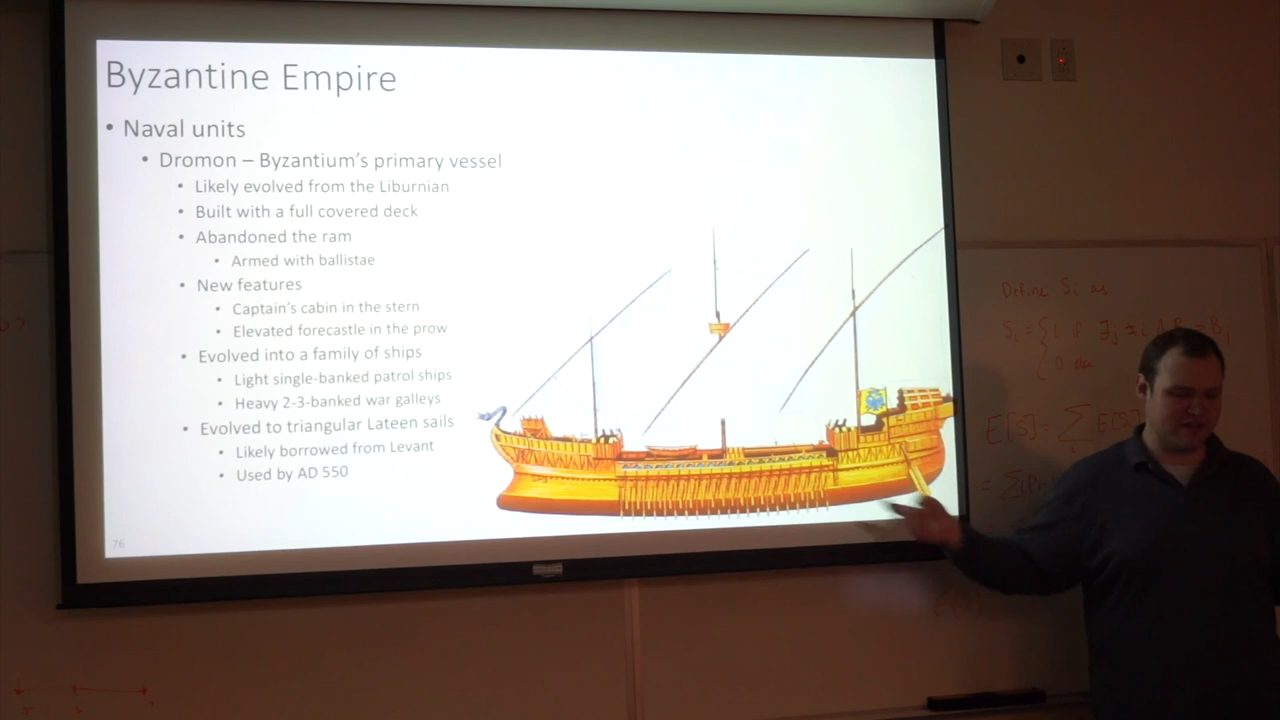 Byzantine Empire
• Naval units
• Dromon – Byzantium's primary vessel
• Likely evolved from the Liburnian
• Built with a full covered deck
• Abandoned the ram
• Armed with ballistae
• New features
• Captain's cabin in the stern
• Elevated forecastle in the prow
• Evolved into a family of ships
• Light single-banked patrol ships
• Heavy 2-3-banked war galleys
• Evolved to triangular Lateen sails
• Likely borrowed from Levant
• Used by AD 550
76
Define Si as
E[S] = Σ E[S